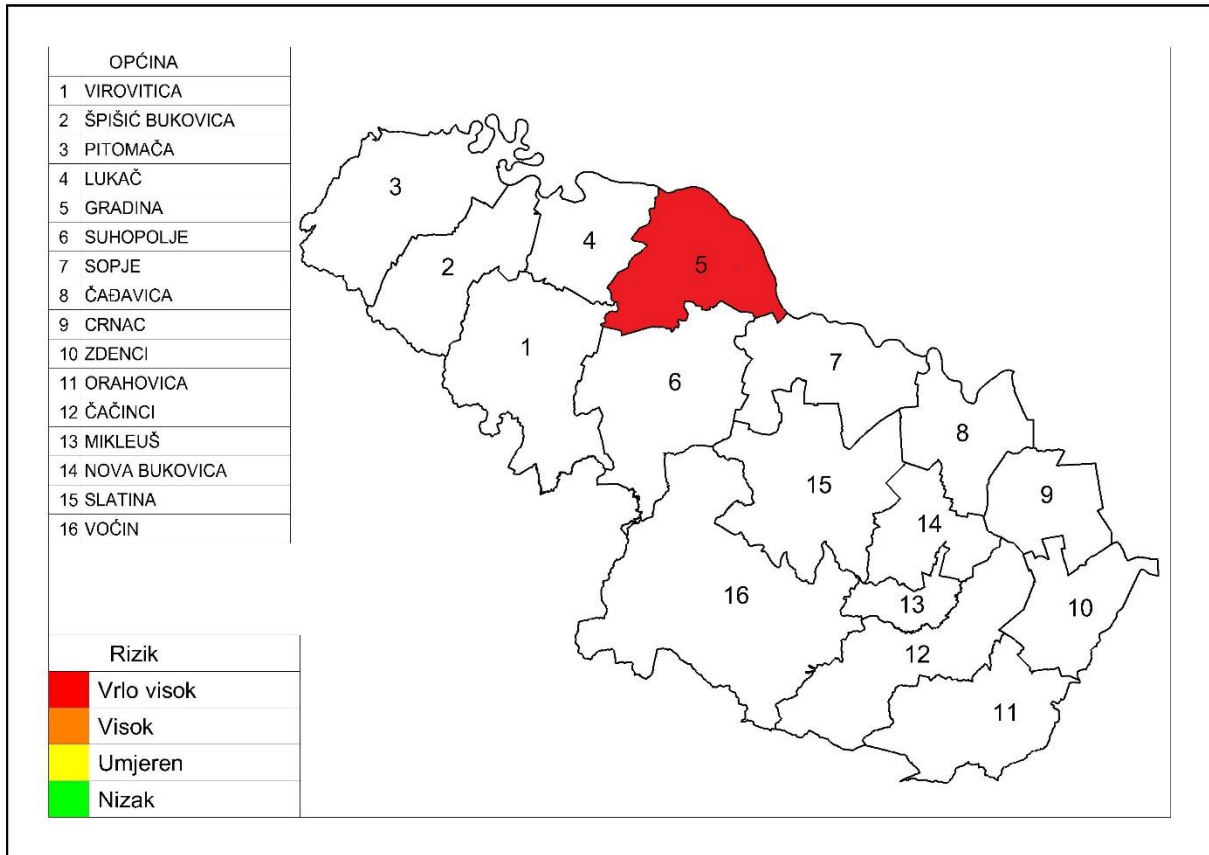 OPĆINA
1 VIROVITICA
2 ŠPIŠIĆ BUKOVICA
3 PITOMAČA
4 LUKAČ
5 GRADINA
6 SUHOPOLJE
7 SOPJE
8 ČAĐAVICA
9 CRNAC
10 ZDENCI
11 ORAHOVICA
12 ČAČINCI
13 MIKLEUŠ
14 NOVA BUKOVICA
15 SLATINA
16 VOĆIN
Rizik
Vrlo visok
Visok
Umjeren
Nizak
3
4
5
2
1
7
6
8
15
9
14
16
13
10
12
11